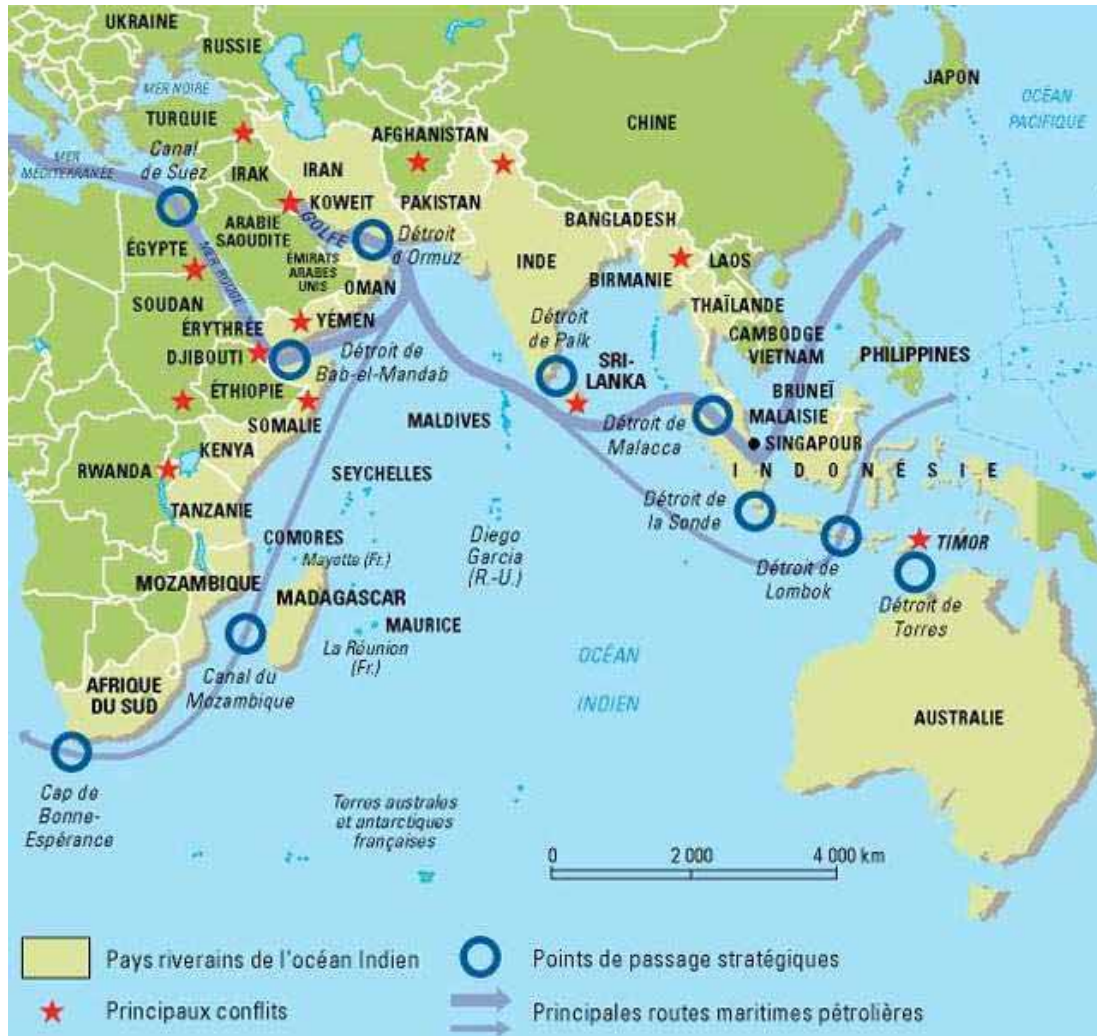 UKRAINE
RUSSIE
MER NOIRE
JAPON
OCÉAN
PACIFIQUE
TURQUIE
AFGHANISTAN
CHINE
MER
MÉDITERRANÉE
Canal
de Suez
IRAK
IRAN
KOWEIT
PAKISTAN
GOLFE
ARABIE
SAOUDITE
Détroit
d'Ormuz
BANGLADESH
ÉGYPTE
ÉMIRATS
ARABES
UNIS
INDE
BIRMANIE
LAOS
MER ROUGE
OMAN
SOUDAN
THAÏLANDE
ÉRYTHRÉE
YÉMEN
Détroit
de Palk
CAMBODGE
VIETNAM
PHILIPPINES
DJIBOUTI
Détroit de
Bab-el-Mandab
SRI-
LANKA
ÉTHIOPIE
BRUNEÏ
MALAISIE
SOMALIE
MALDIVES
Détroit de
Malacca
SINGAPOUR
KENYA
RWANDA
SEYCHELLES
INDONÉSIE
TANZANIE
Détroit de
la Sonde
COMORES
Mayotte (Fr.)
Diego
Garcia
(R.-U.)
TIMOR
Détroit de
Lombok
MOZAMBIQUE
MADAGASCAR
Détroit de
Torres
MAURICE
La Réunion
(Fr.)
OCÉAN
INDIEN
Canal du
Mozambique
AFRIQUE
DU SUD
AUSTRALIE
Cap de
Bonne-
Espérance
Terres australes
et antarctiques
françaises
0 2 000 4 000 km
Pays riverains de l'océan Indien
Points de passage stratégiques
Principaux conflits
Principales routes maritimes pétrolières